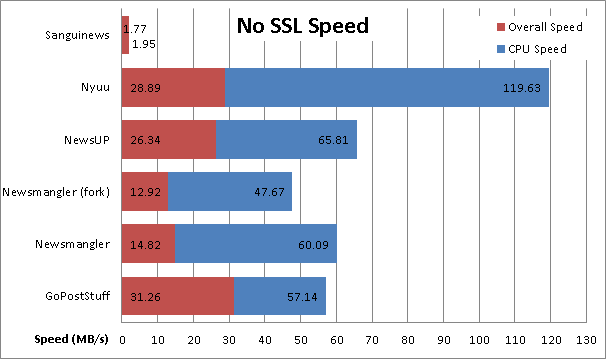 No SSL Speed
Overall Speed
CPU Speed
Sanguinews 1.77
1.95
Nyuu 28.89 119.63
NewsUP 26.34 65.81
Newsmangler (fork) 12.92 47.67
Newsmangler 14.82 60.09
GoPostStuff 31.26 57.14
Speed (MB/s) 0 10 20 30 40 50 60 70 80 90 100 110 120 130